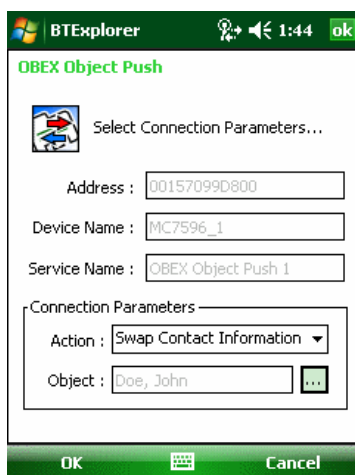 BTExplorer 1:44 ok
OBEX Object Push
Select Connection Parameters...
Address : 00157099D800
Device Name : MC7596_1
Service Name : OBEX Object Push 1
Connection Parameters
Action : Swap Contact Information
Object : Doe, John ...
OK Cancel